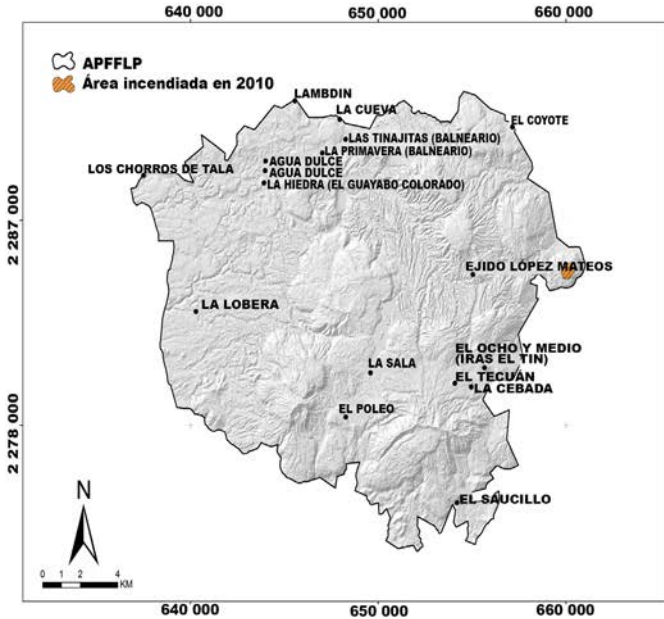 640 000 650 000 660 000
APFFLP
Área incendiada en 2010
LAMBDIN
LA CUEVA
EL COYOTE
LAS TINAJITAS (BALNEARIO)
LA PRIMAVERA (BALNEARIO)
AGUA DULCE
LOS CHORROS DE TALA
AGUA DULCE
LA HIEDRA (EL GUAYABO COLORADO)
2 287 000
EJIDO LÓPEZ MATEOS
LA LOBERA
EL OCHO Y MEDIO
(IRAS EL TIN)
LA SALA
EL TECUÁN
LA CEBADA
EL POLEO
2 278 000
EL SAUCILLO
N
0 1 2 4
KM
640 000 650 000 660 000